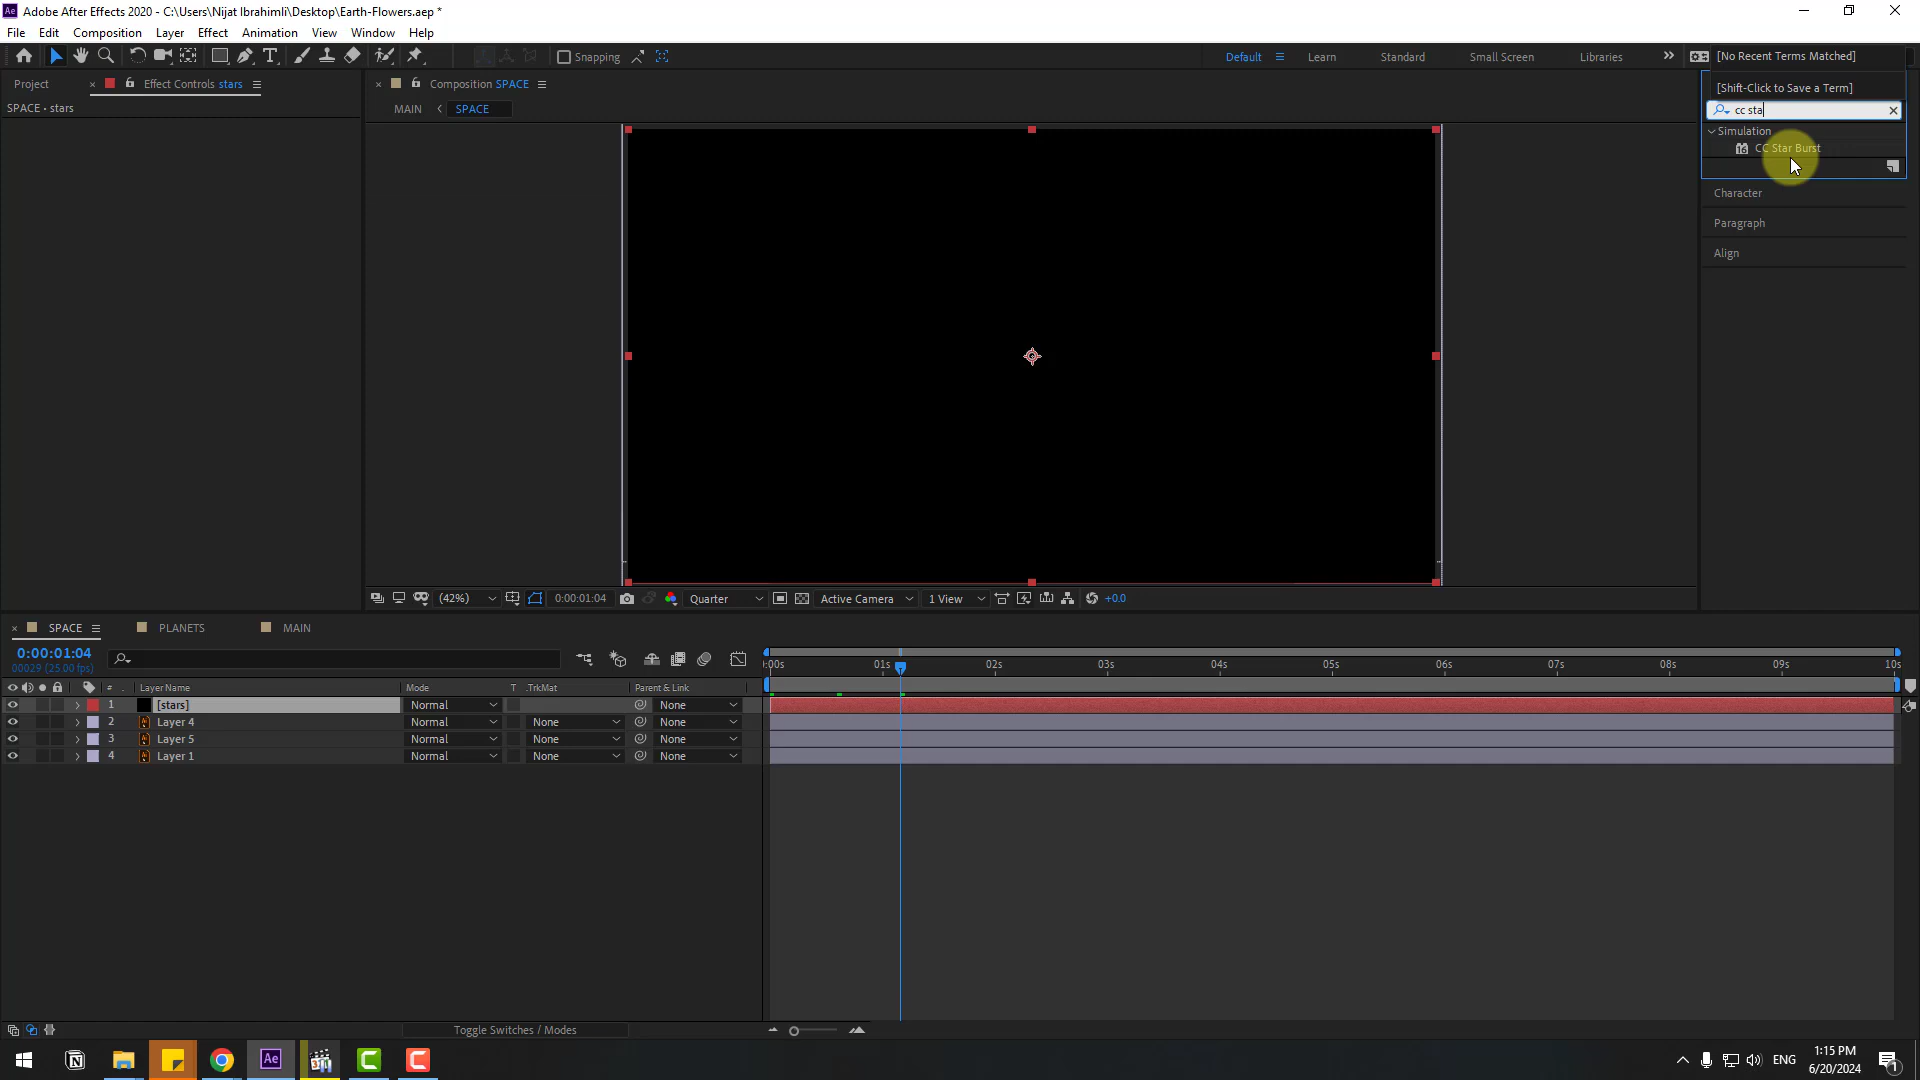 Adobe After Effects 2020 - C:\Users\Nijat Ibrahimli\Desktop\Earth-Flowers.aep *
File Edit Composition Layer Effect Animation View Window Help
Snapping
Default Learn Standard Small Screen Libraries
[No Recent Terms Matched]
Project
Effect Controls stars
Composition SPACE
[Shift-Click to Save a Term]
SPACE • stars
MAIN SPACE
cc sta
Simulation
CC Star Burst
Character
Paragraph
Align
(42%) 0:00:01:04 Quarter Active Camera 1 View +0.0
SPACE PLANETS MAIN
0:00:01:04
00029 (25.00 fps)
):00s 01s 02s 03s 04s 05s 06s 07s 08s 09s 10s
# Layer Name Mode T .TrkMat Parent & Link
1 [stars] Normal None
2 Layer 4 Normal None None
3 Layer 5 Normal None None
4 Layer 1 Normal None None
Toggle Switches / Modes
Ae ENG 1:15 PM
6/20/2024
1